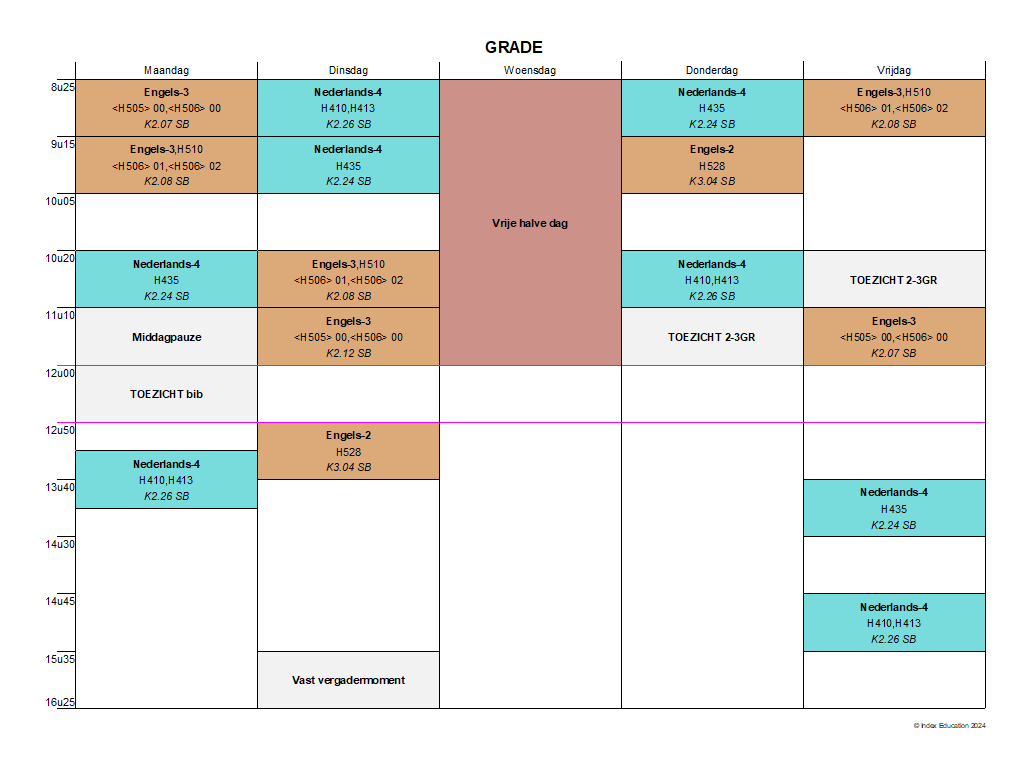 GRADE
Maandag
Dinsdag
Woensdag
Donderdag
Vrijdag
8u25
9u15
10u05
10u20
11u10
12u00
12u50
13u40
14u30
14u45
15u35
16u25
Engels-3
<H505> 00,<H506> 00
K2.07 SB
Engels-3,H510
<H506> 01,<H506> 02
K2.08 SB
Nederlands-4
H435
K2.24 SB
Middagpauze
TOEZICHT bib
Nederlands-4
H410,H413
K2.26 SB
Nederlands-4
H410,H413
K2.26 SB
Nederlands-4
H435
K2.24 SB
Engels-3,H510
<H506> 01,<H506> 02
K2.08 SB
Engels-3
<H505> 00,<H506> 00
K2.12 SB
Engels-2
H528
K3.04 SB
Vast vergadermoment
Vrije halve dag
Nederlands-4
H435
K2.24 SB
Engels-2
H528
K3.04 SB
Nederlands-4
H410,H413
K2.26 SB
TOEZICHT 2-3GR
Engels-3,H510
<H506> 01,<H506> 02
K2.08 SB
TOEZICHT 2-3GR
Engels-3
<H505> 00,<H506> 00
K2.07 SB
Nederlands-4
H435
K2.24 SB
Nederlands-4
H410,H413
K2.26 SB
© Index Education 2024